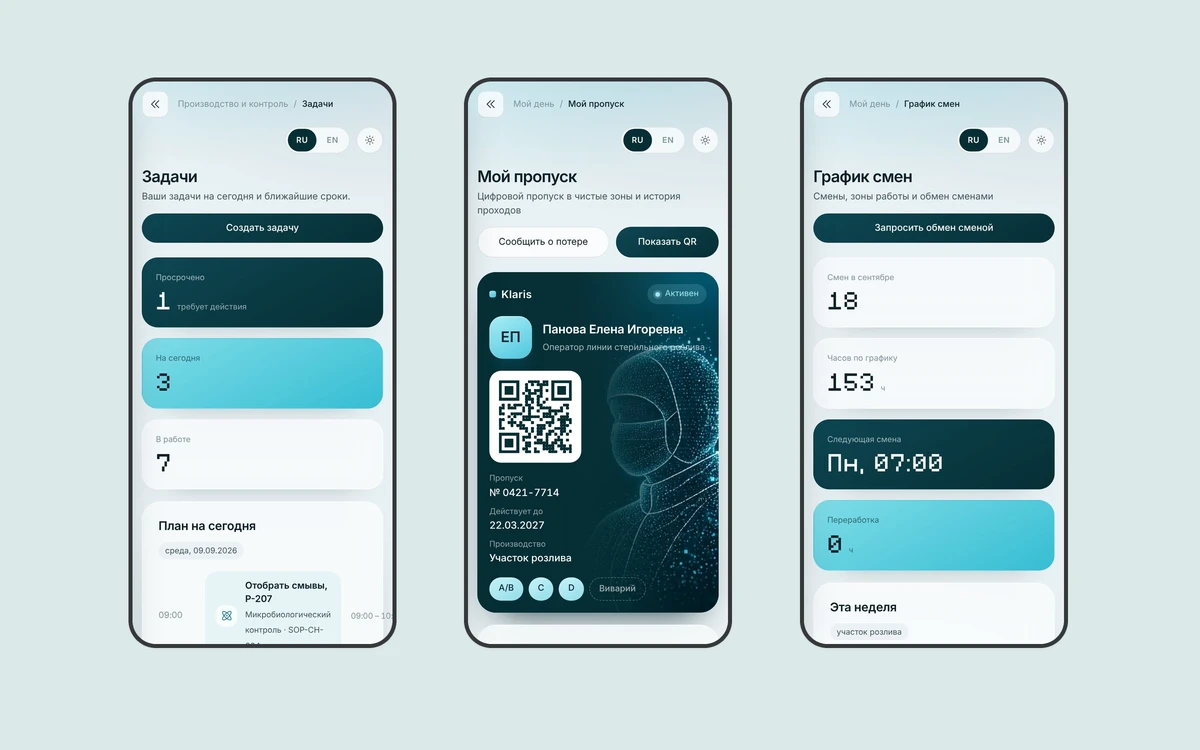 Производство и контроль / Задачи
RU EN
Задачи
Ваши задачи на сегодня и ближайшие сроки.
Создать задачу
Просрочено
1 требует действия
На сегодня
3
В работе
7
План на сегодня
среда, 09.09.2026
Отобрать смывы,
P-207
09:00
Микробиологический
09:00 – 10:
контроль · SOP-CH-
Мой день / Мой пропуск
RU EN
Мой пропуск
Цифровой пропуск в чистые зоны и история
проходов
Сообщить о потере
Показать QR
Klaris
Активен
ЕП
Панова Елена Игоревна
Оператор линии стерильного розлива
Пропуск
№ 0421-7714
Действует до
22.03.2027
Производство
Участок розлива
A/B C D Виварий
Мой день / График смен
RU EN
График смен
Смены, зоны работы и обмен сменами
Запросить обмен сменой
Смен в сентябре
18
Часов по графику
153 ч
Следующая смена
Пн, 07:00
Переработка
0 ч
Эта неделя
участок розлива